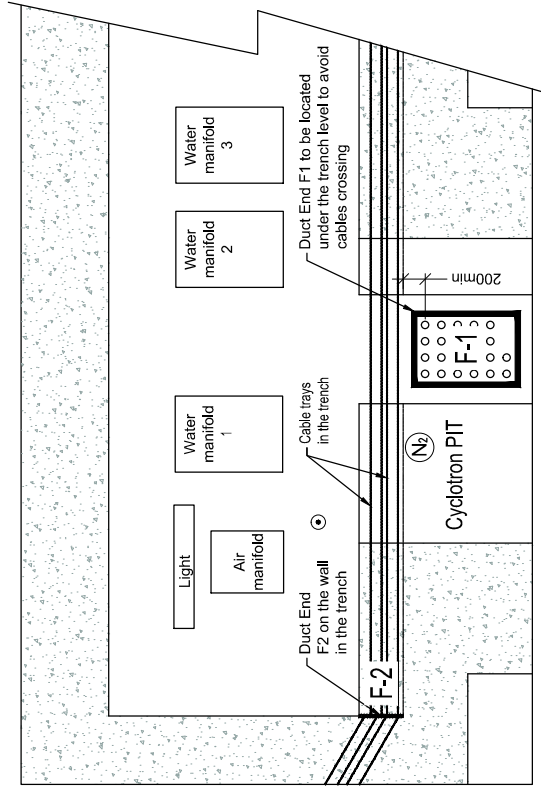 Light
Air
manifold
Water
manifold
1
Water
manifold
2
Water
manifold
3
Duct End
F2 on the wall
in the trench
Cable trays
in the trench
Duct End F1 to be located
under the trench level to avoid
cables crossing
F-2
N2
Cyclotron PIT
F-1
200min